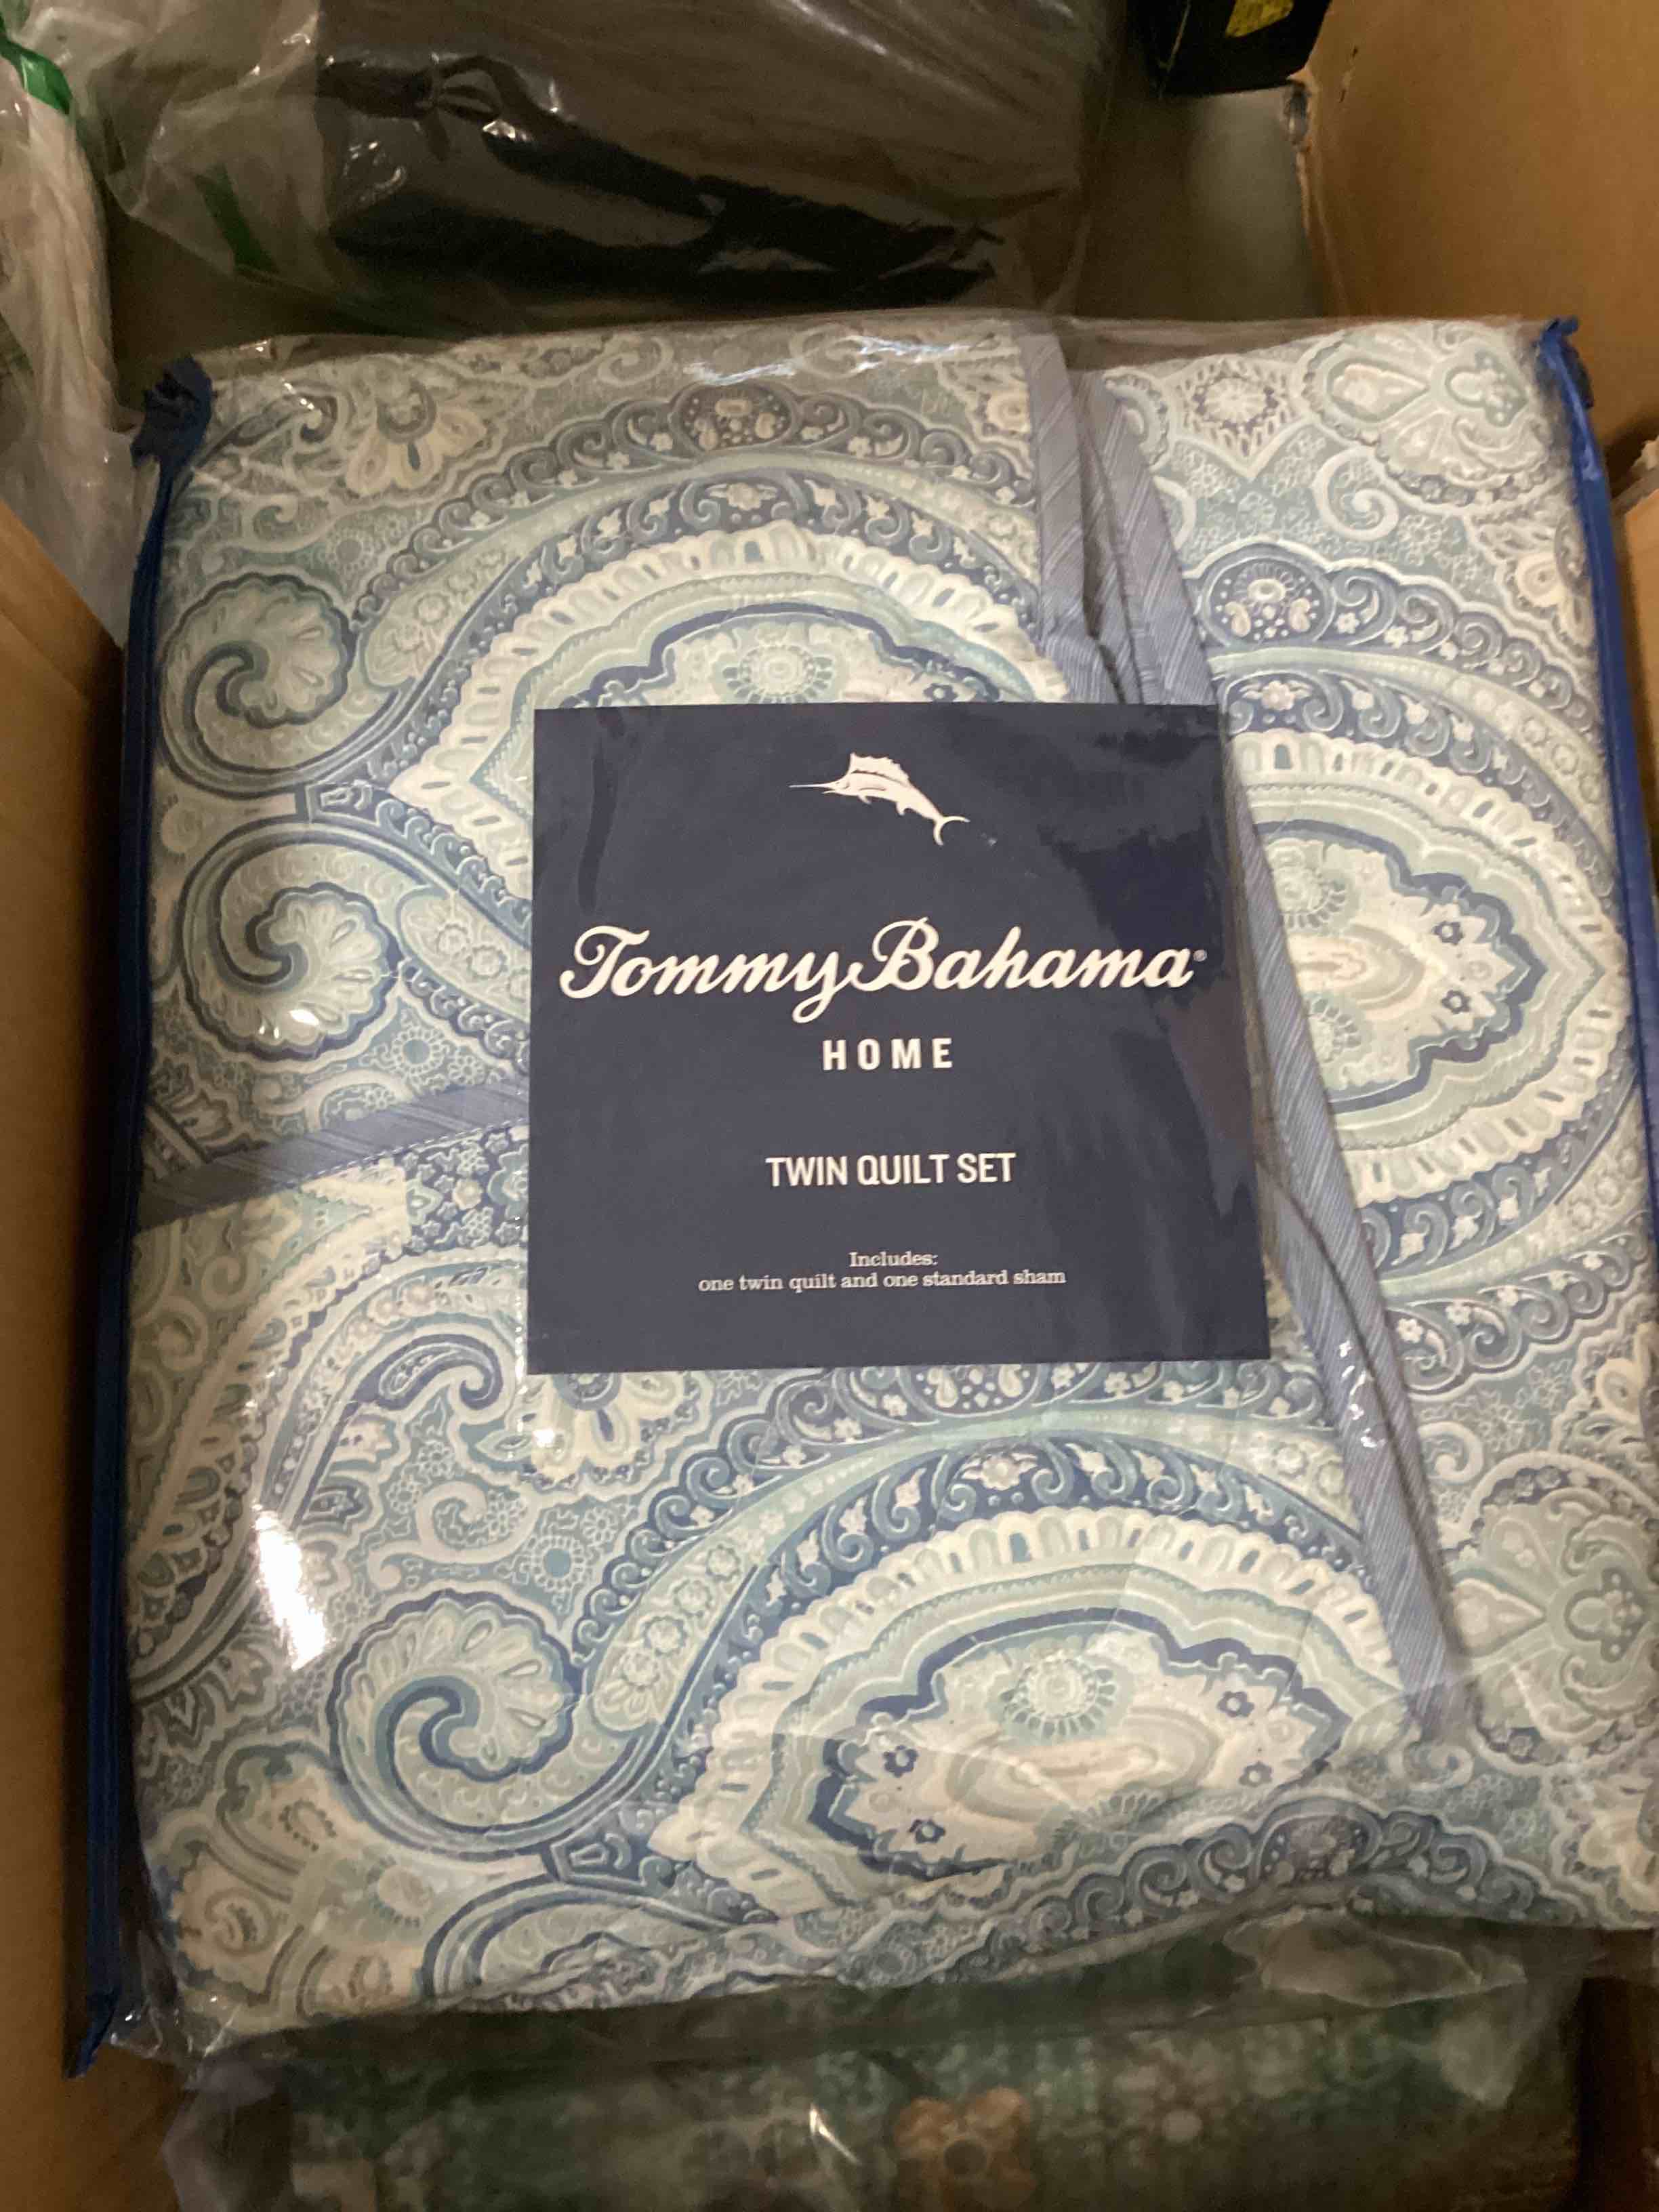 Tommy Bahama®
HOME
TWIN QUILT SET
Includes:
one twin quilt and one standard sham